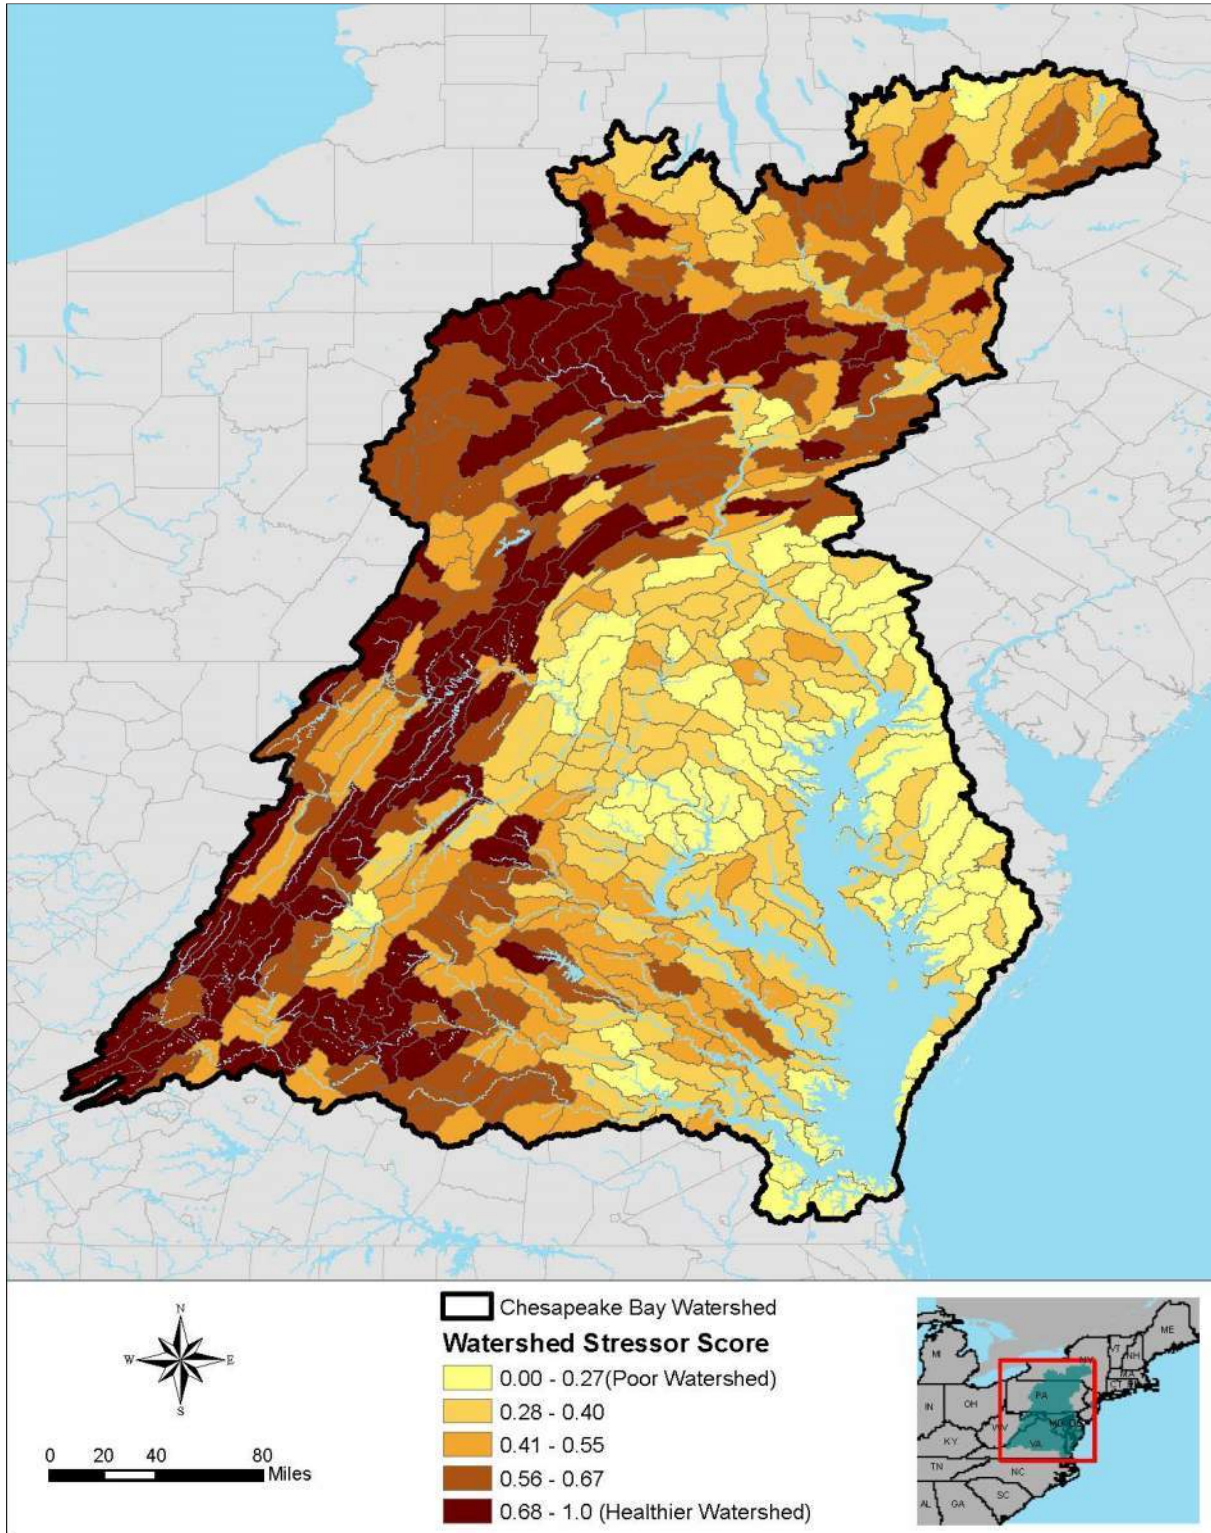 Chesapeake Bay Watershed
Watershed Stressor Score
0.00 - 0.27(Poor Watershed)
0.28 - 0.40
0.41 - 0.55
0.56 - 0.67
0.68 - 1.0 (Healthier Watershed)
N
W E
S
0 20 40 80
Miles
ME
VT
NH
MI
NY
MA
CT
PA
IN
OH
WV
VA
KY
TN
NC
SC
AL
GA